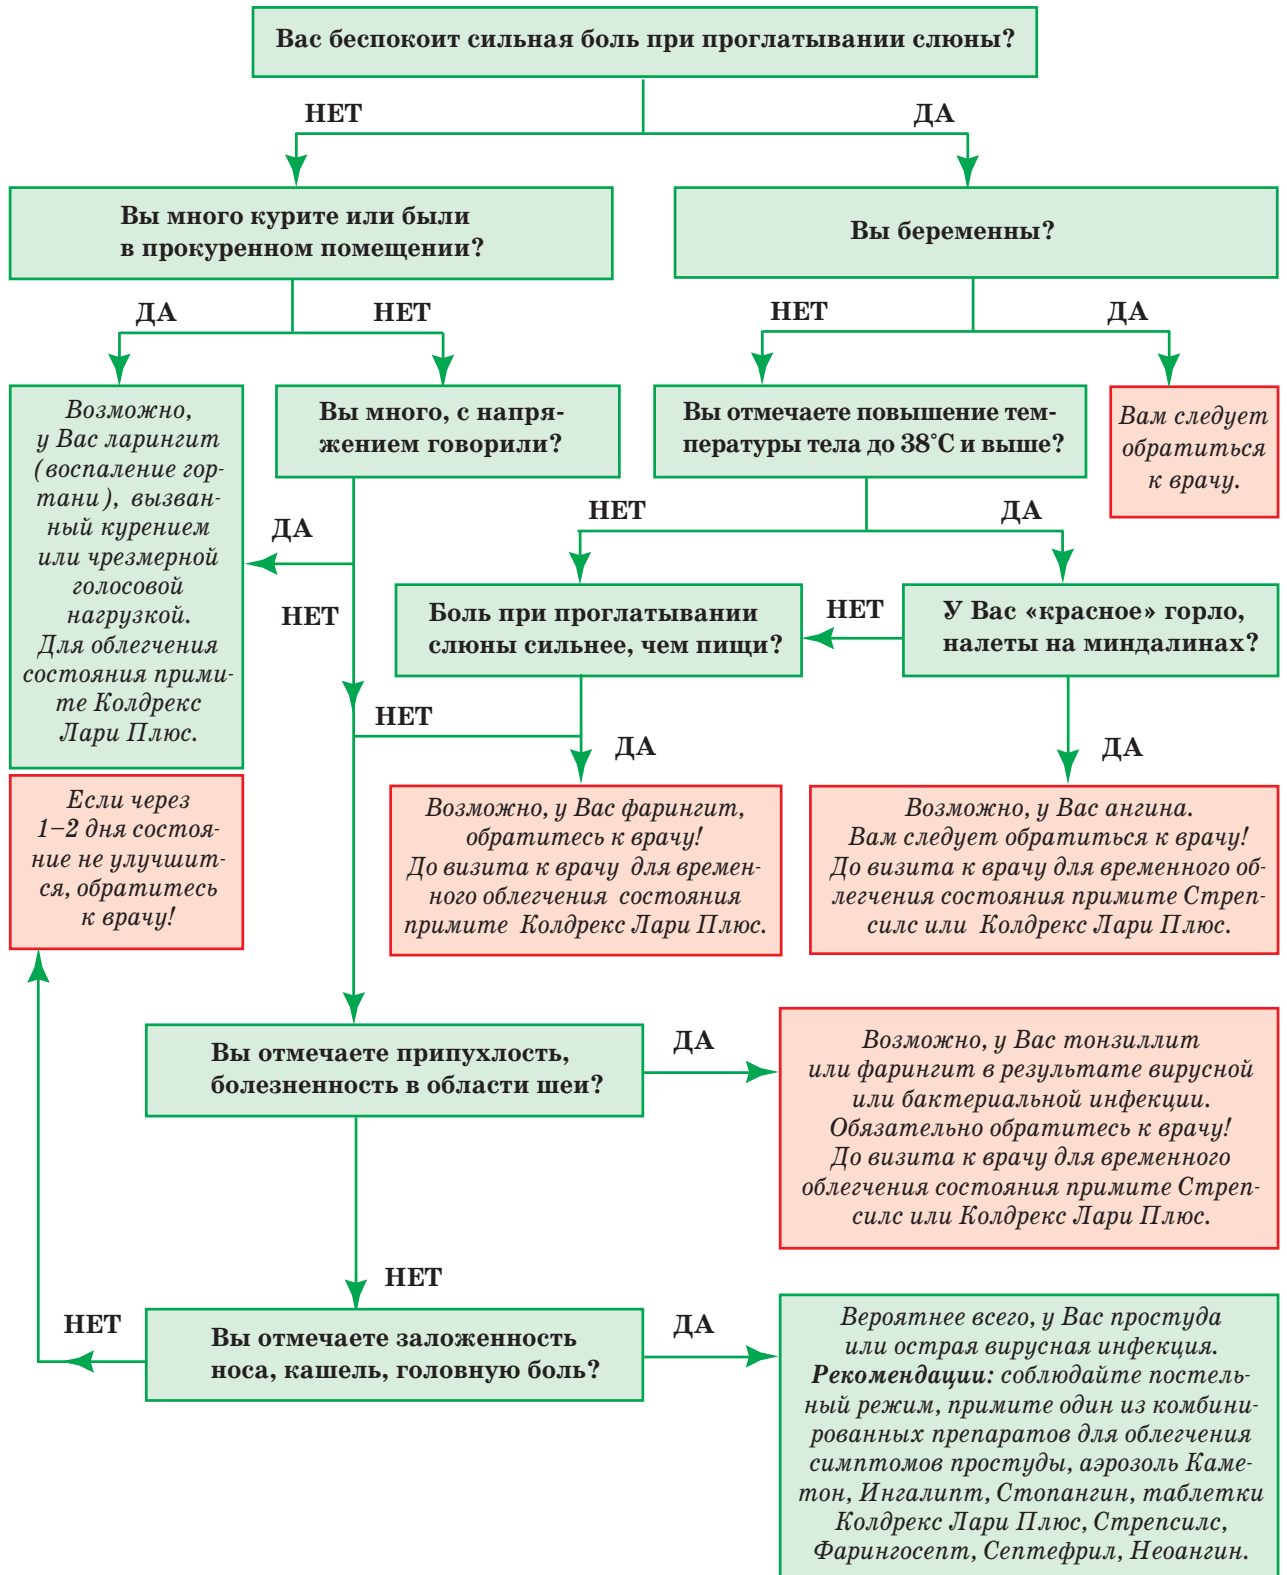 Вас беспокоит сильная боль при проглатывании слюны?
НЕТ
ДА
Вы много курите или были
в прокуренном помещении?
Вы беременны?
ДА
НЕТ
НЕТ
ДА
Возможно,
у Вас ларингит
(воспаление гор-
тани), вызван-
ный курением
или чрезмерной
голосовой
нагрузкой.
Для облегчения
состояния прими-
те Колдрекс
Лари Плюс.
Вы много, с напря-
жением говорили?
Вы отмечаете повышение тем-
пературы тела до 38°С и выше?
Вам следует
обратиться
к врачу.
ДА
НЕТ
НЕТ
ДА
Боль при проглатывании
слюны сильнее, чем пищи?
НЕТ
У Вас «красное» горло,
налеты на миндалинах?
НЕТ
ДА
ДА
Если через
1–2 дня состоя-
ние не улучшит-
ся, обратитесь
к врачу!
Возможно, у Вас фарингит,
обратитесь к врачу!
До визита к врачу для времен-
ного облегчения состояния
примите Колдрекс Лари Плюс.
Возможно, у Вас ангина.
Вам следует обратиться к врачу!
До визита к врачу для временного об-
легчения состояния примите Стреп-
силс или Колдрекс Лари Плюс.
Вы отмечаете припухлость,
болезненность в области шеи?
ДА
Возможно, у Вас тонзиллит
или фарингит в результате вирусной
или бактериальной инфекции.
Обязательно обратитесь к врачу!
До визита к врачу для временного
облегчения состояния примите Стреп-
силс или Колдрекс Лари Плюс.
НЕТ
НЕТ
Вы отмечаете заложенность
носа, кашель, головную боль?
ДА
Вероятнее всего, у Вас простуда
или острая вирусная инфекция.
Рекомендации: соблюдайте постель-
ный режим, примите один из комбини-
рованных препаратов для облегчения
симптомов простуды, аэрозоль Каме-
тон, Ингалипт, Стопангин, таблетки
Колдрекс Лари Плюс, Стрепсилс,
Фарингосепт, Септефрил, Неоангин.